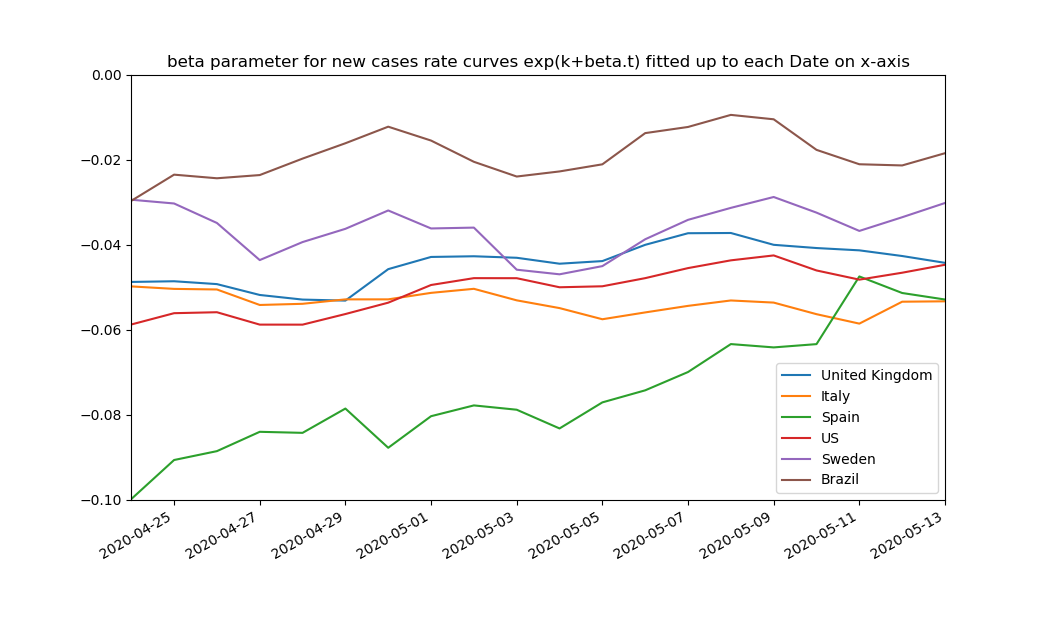 beta parameter for new cases rate curves exp(k+beta.t) fitted up to each Date on x-axis
0.00
−0.02
−0.04
−0.06
−0.08
−0.10
United Kingdom
Italy
Spain
US
Sweden
Brazil
2020-04-25
2020-04-27
2020-04-29
2020-05-01
2020-05-03
2020-05-05
2020-05-07
2020-05-09
2020-05-11
2020-05-13